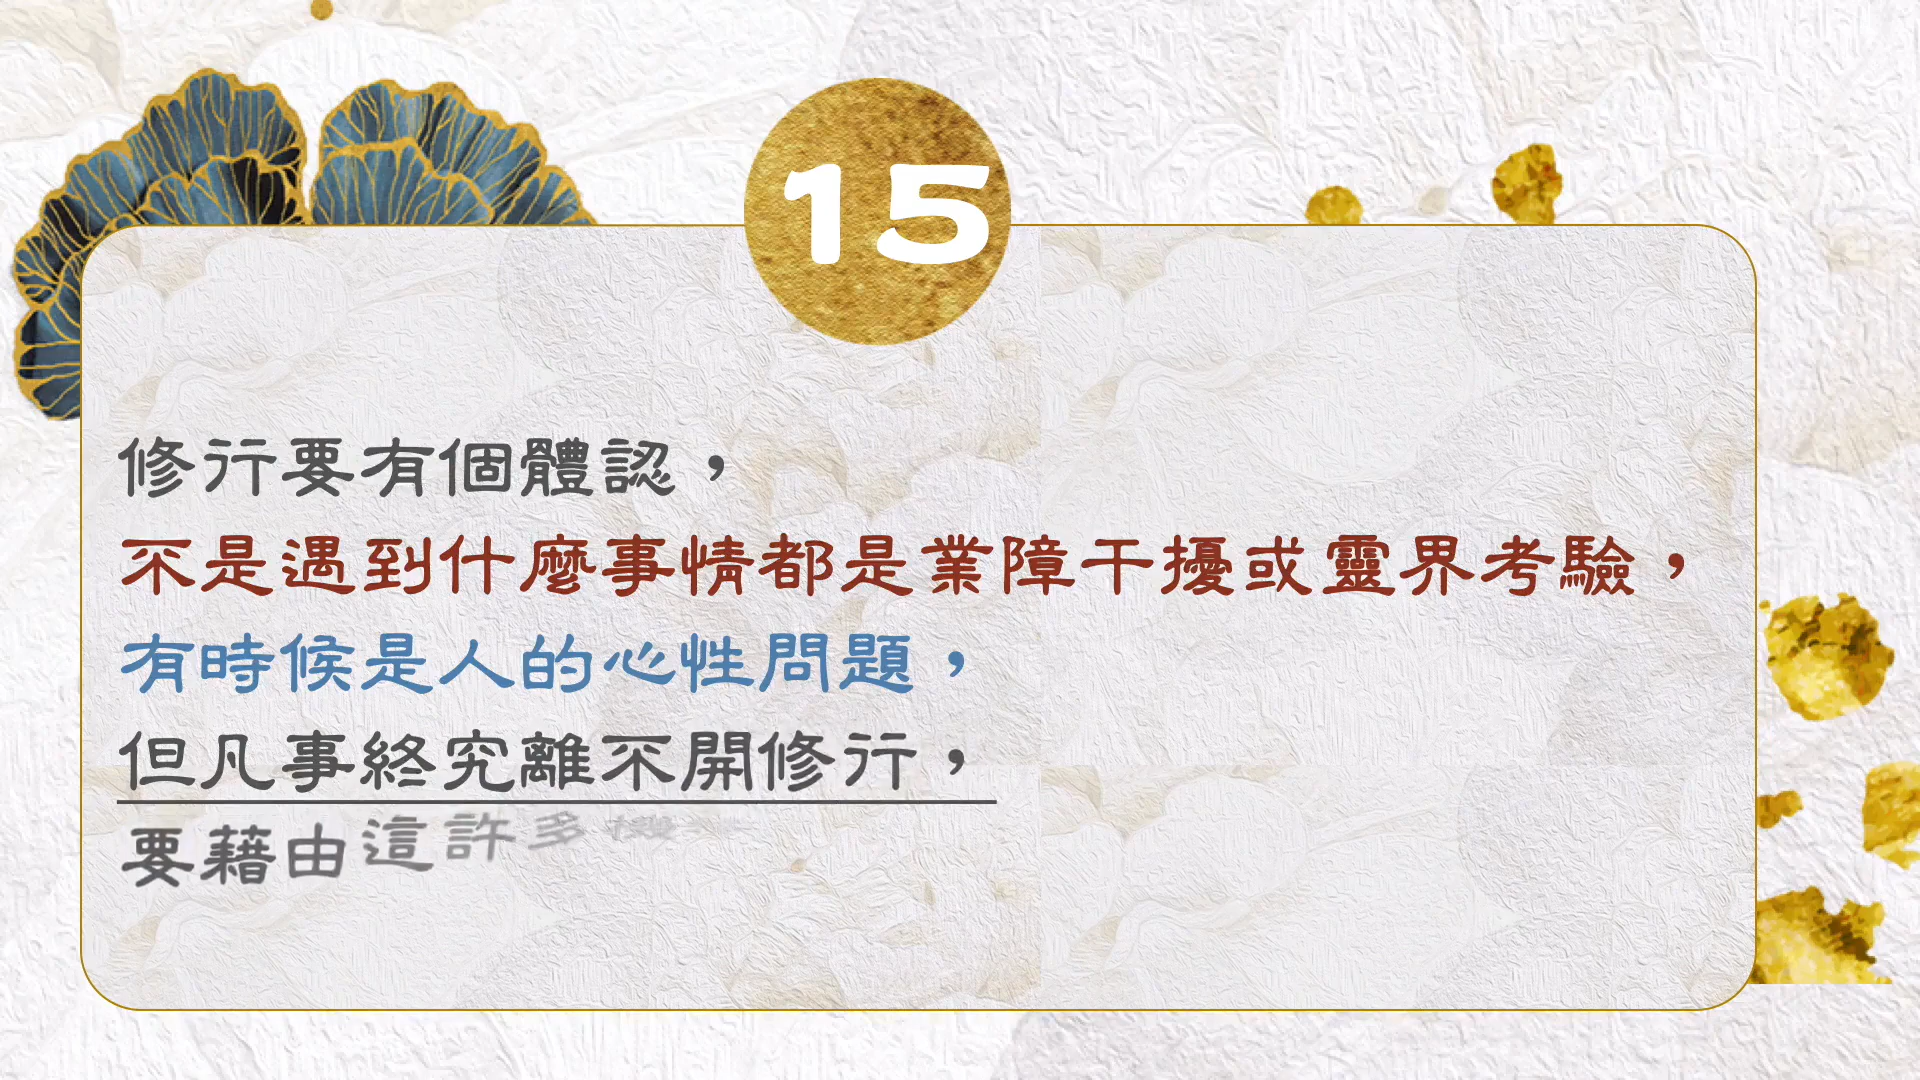 15
修行要有個體認，
不是遇到什麼事情都是業障干擾或靈界考驗，
有時候是人的心性問題，
但凡事終究離不開修行，
要藉由這許多